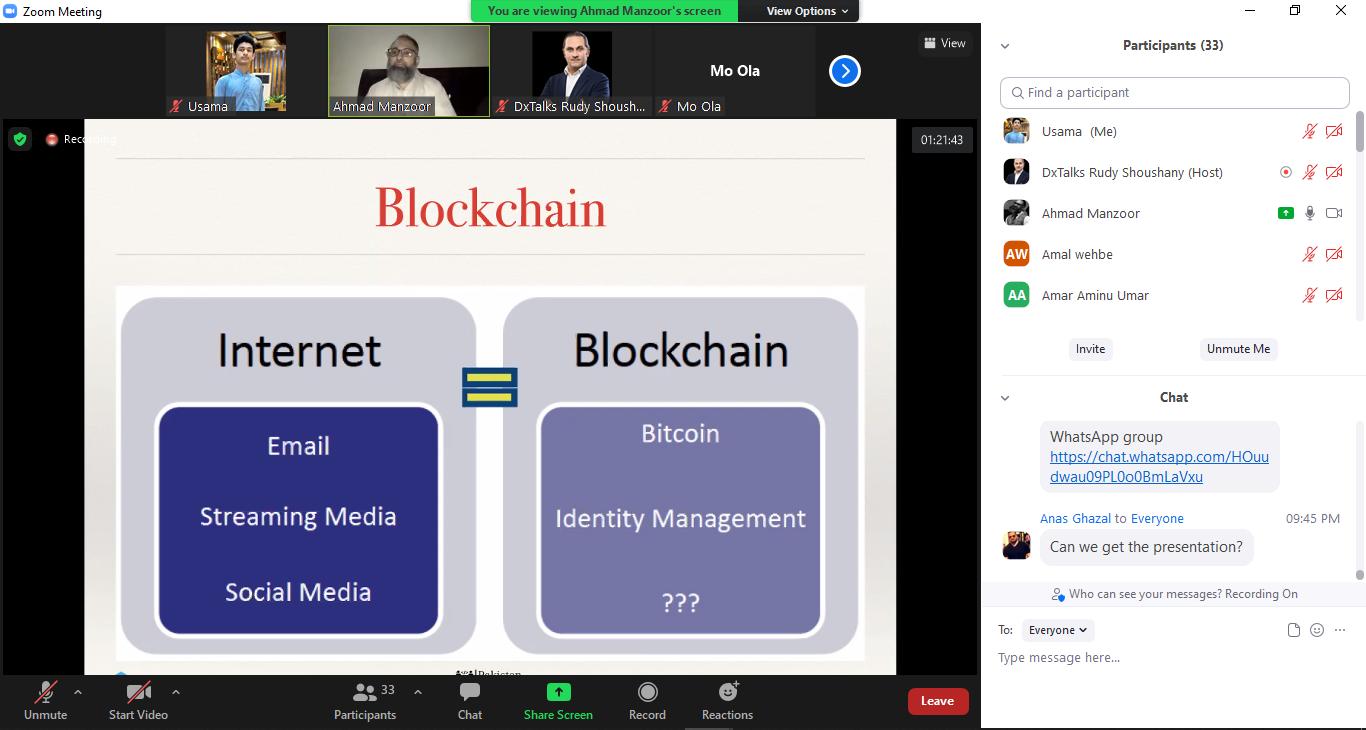 Zoom Meeting
You are viewing Ahmad Manzoor's screen
View Options
Usama
Ahmad Manzoor
DxTalks Rudy Shoush...
Mo Ola
Mo Ola
View
Recording
01:21:43
Blockchain
Internet
Email
Streaming Media
Social Media
Blockchain
Bitcoin
Identity Management
???
Pakistan
Unmute
Start Video
33
Participants
Chat
Share Screen
Record
Reactions
Leave
Participants (33)
Find a participant
Usama (Me)
DxTalks Rudy Shoushany (Host)
Ahmad Manzoor
AW
Amal wehbe
AA
Amar Aminu Umar
Invite
Unmute Me
Chat
WhatsApp group
https://chat.whatsapp.com/HOuu
dwau09PL0o0BmLaVxu
Anas Ghazal to Everyone
09:45 PM
Can we get the presentation?
Who can see your messages? Recording On
To:
Everyone
Type message here...